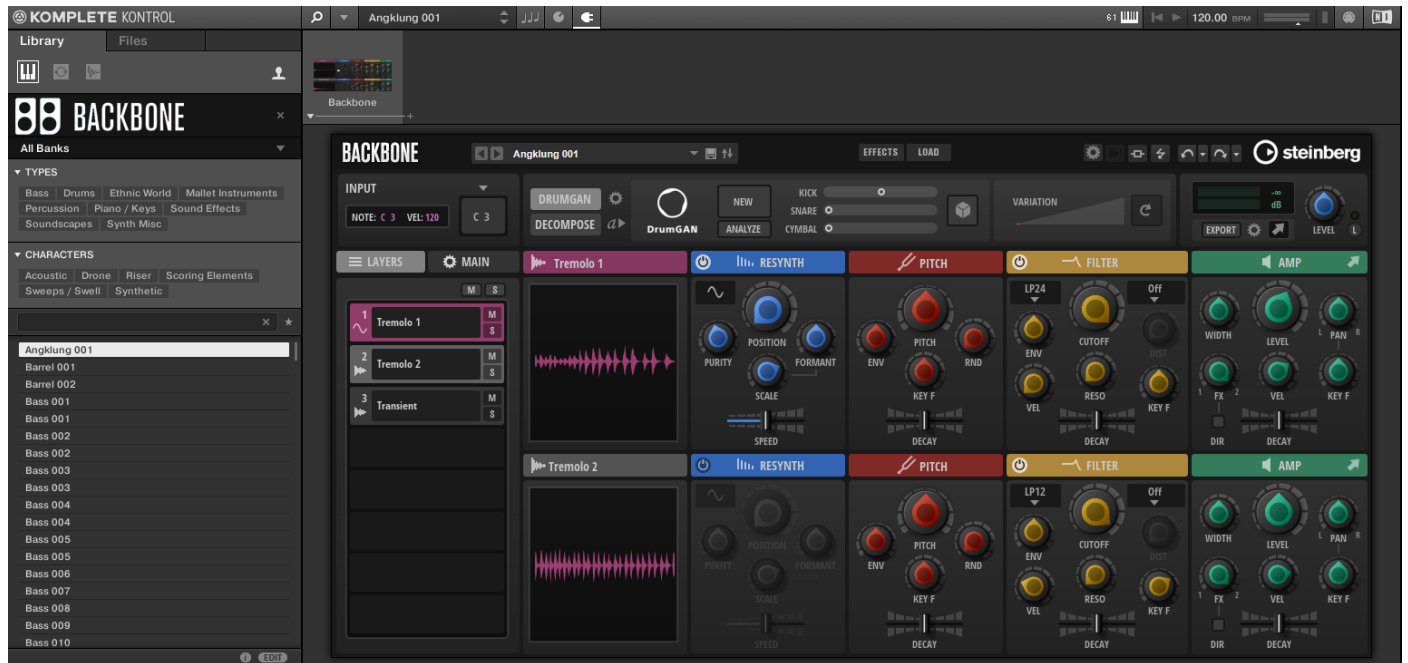 KOMPLETE KONTROL
Angklung 001
61
120.00 BPM
Library Files
BACKBONE
All Banks
TYPES
Bass Drums Ethnic World Mallet Instruments
Percussion Piano / Keys Sound Effects
Soundscapes Synth Misc
CHARACTERS
Acoustic Drone Riser Scoring Elements
Sweeps / Swell Synthetic
Angklung 001
Barrel 001
Barrel 002
Bass 001
Bass 001
Bass 002
Bass 002
Bass 003
Bass 003
Bass 004
Bass 004
Bass 005
Bass 005
Bass 006
Bass 007
Bass 008
Bass 009
Bass 010
EDIT
Backbone
BACKBONE
Angklung 001
EFFECTS LOAD
steinberg
INPUT
NOTE: C 3 VEL: 120
C 3
DRUMGAN
DECOMPOSE
DrumGAN
NEW
ANALYZE
KICK
SNARE
CYMBAL
VARIATION
-∞
dB
EXPORT
LEVEL
L
LAYERS MAIN
M S
1 Tremolo 1 M S
2 Tremolo 2 M S
3 Transient M S
Tremolo 1 RESYNTH PITCH FILTER AMP
POSITION
PURITY FORMANT
SCALE
SPEED
PITCH
ENV RND
KEY F
DECAY
LP24 Off
CUTOFF
ENV DIST
VEL RESO KEY F
DECAY
WIDTH LEVEL L PAN R
1 FX 2 VEL KEY F
DIR DECAY
Tremolo 2 RESYNTH PITCH FILTER AMP
POSITION
PURITY FORMANT
SCALE
SPEED
PITCH
ENV RND
KEY F
DECAY
LP12 Off
CUTOFF
ENV DIST
VEL RESO KEY F
DECAY
WIDTH LEVEL L PAN R
1 FX 2 VEL KEY F
DIR DECAY